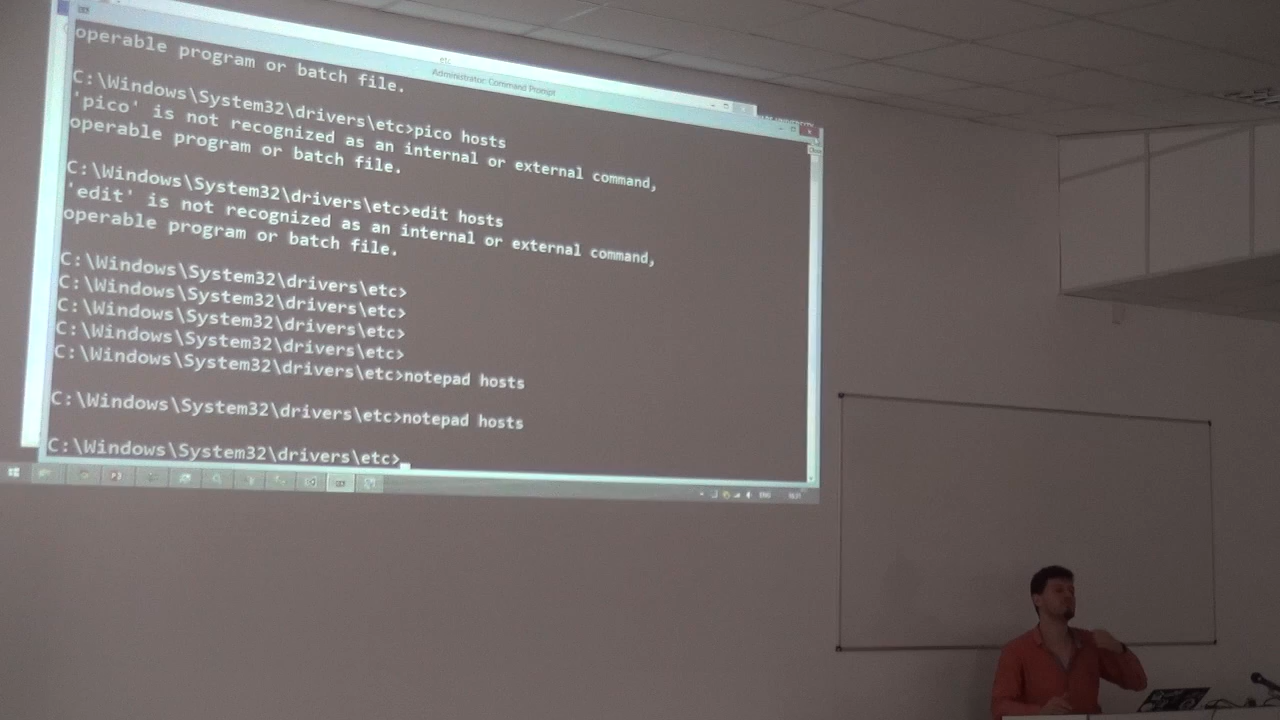 etc
Administrator: Command Prompt
operable program or batch file.
C:\Windows\System32\drivers\etc>pico hosts
'pico' is not recognized as an internal or external command,
operable program or batch file.
C:\Windows\System32\drivers\etc>edit hosts
'edit' is not recognized as an internal or external command,
operable program or batch file.
C:\Windows\System32\drivers\etc>
C:\Windows\System32\drivers\etc>
C:\Windows\System32\drivers\etc>
C:\Windows\System32\drivers\etc>
C:\Windows\System32\drivers\etc>notepad hosts
C:\Windows\System32\drivers\etc>notepad hosts
C:\Windows\System32\drivers\etc>
Close
ENG